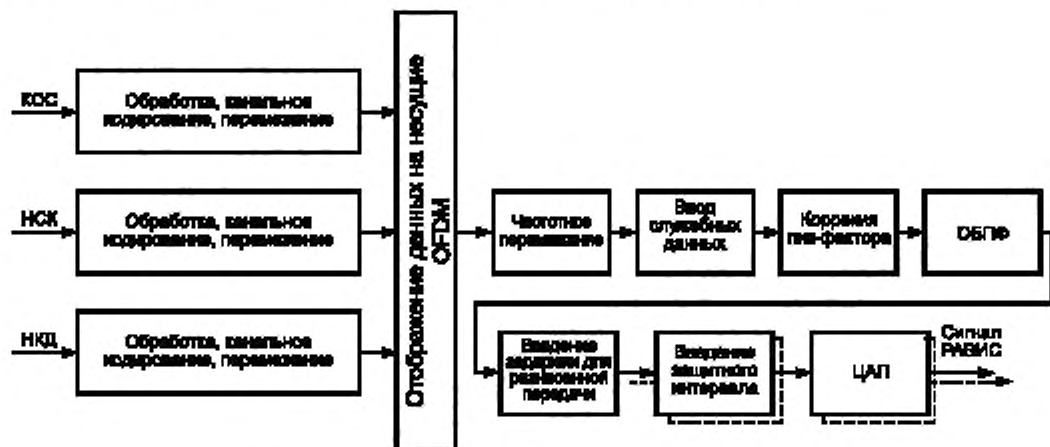 КОС
Обработка, канальное
кодирование, перемежение
НСК
Обработка, канальное
кодирование, перемежение
НКД
Обработка, канальное
кодирование, перемежение
Отображение данных на несущие
OFDM
Частотное
перемежение
Ввод
служебных
данных
Коррекция
пик-фактора
ОБПФ
Введение
задержки для
разнесенной
передачи
Введение
защитного
интервала
ЦАП
Сигнал
РАВИС